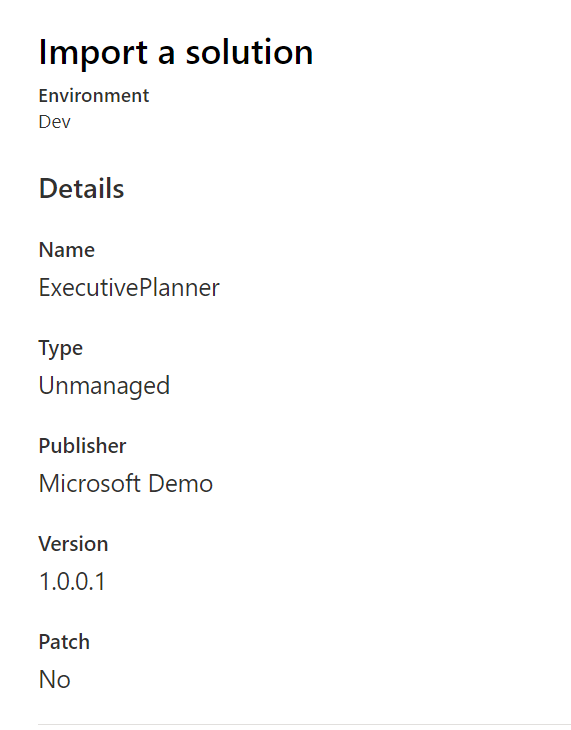 Import a solution
Environment
Dev
Details
Name
ExecutivePlanner
Type
Unmanaged
Publisher
Microsoft Demo
Version
1.0.0.1
Patch
No